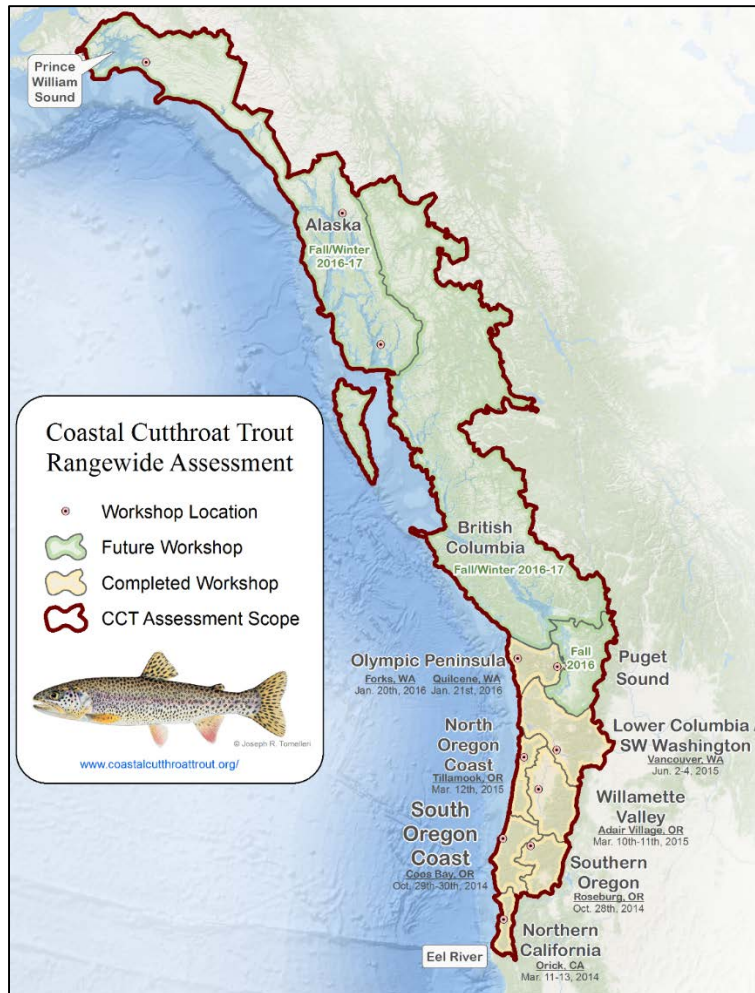 Prince
William
Sound
Alaska
Fall/Winter
2016-17
Coastal Cutthroat Trout
Rangewide Assessment
Workshop Location
Future Workshop
Completed Workshop
CCT Assessment Scope
© Joseph R. Tomelleri
www.coastalcutthroattrout.org/
British
Columbia
Fall/Winter 2016-17
Fall
2016
Puget
Sound
Olympic Peninsula
Forks, WA Quilcene, WA
Jan. 20th, 2016 Jan. 21st, 2016
North
Oregon
Coast
Tillamook, OR
Mar. 12th, 2015
Lower Columbia /
SW Washington
Vancouver, WA
Jun. 2-4, 2015
Willamette
Valley
Adair Village, OR
Mar. 10th-11th, 2015
South
Oregon
Coast
Coos Bay, OR
Oct. 29th-30th, 2014
Southern
Oregon
Roseburg, OR
Oct. 28th, 2014
Northern
California
Orick, CA
Mar. 11-13, 2014
Eel River